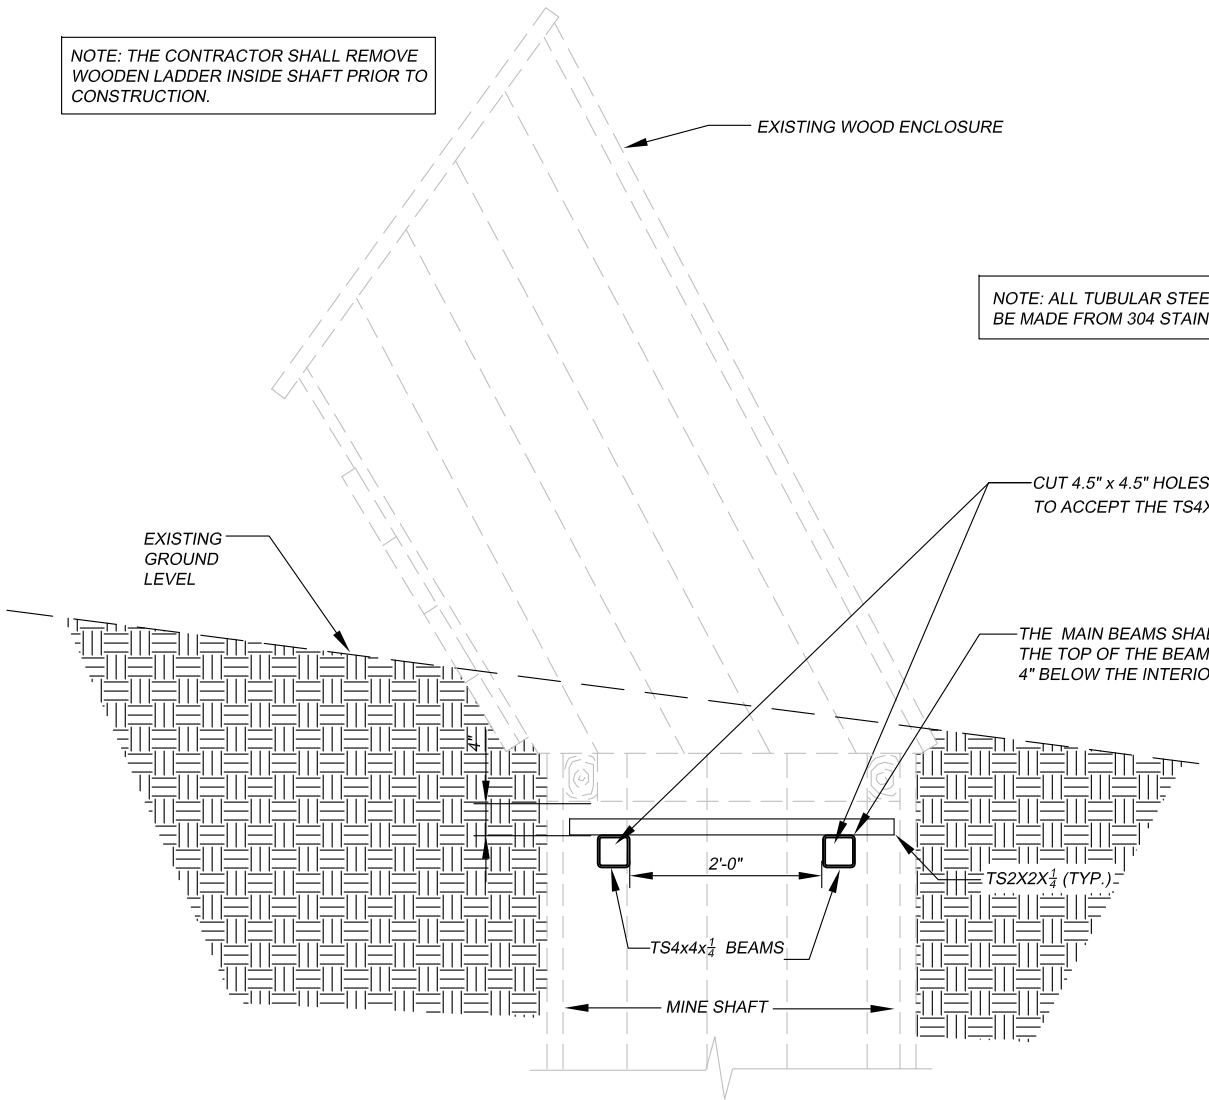 NOTE: THE CONTRACTOR SHALL REMOVE
WOODEN LADDER INSIDE SHAFT PRIOR TO
CONSTRUCTION.
EXISTING WOOD ENCLOSURE
NOTE: ALL TUBULAR STEE
BE MADE FROM 304 STAIN
CUT 4.5" x 4.5" HOLES
TO ACCEPT THE TS4X
EXISTING
GROUND
LEVEL
THE MAIN BEAMS SHAL
THE TOP OF THE BEAM
4" BELOW THE INTERIO
4"
2'-0"
TS2X2X1/4 (TYP.)
TS4x4x1/4 BEAMS
MINE SHAFT